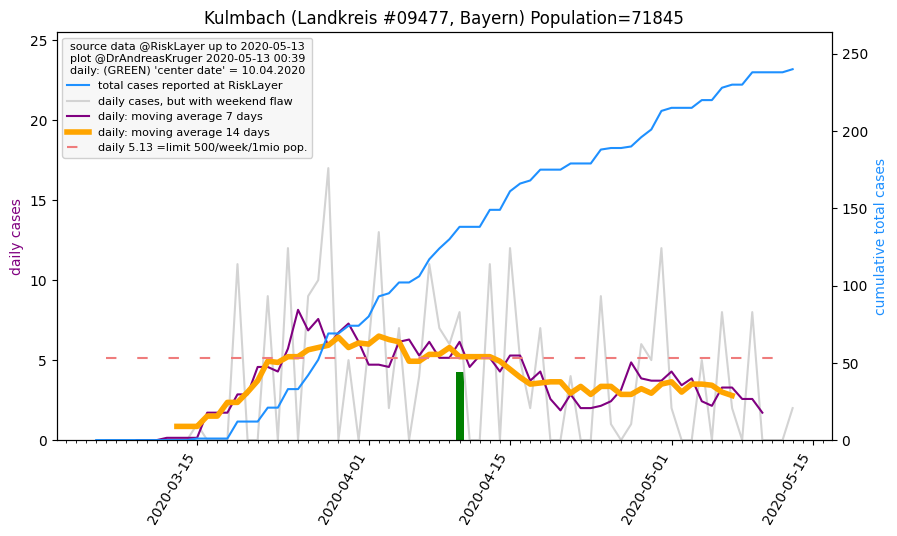 Kulmbach (Landkreis #09477, Bayern) Population=71845
source data @RiskLayer up to 2020-05-13
plot @DrAndreasKruger 2020-05-13 00:39
daily: (GREEN) 'center date' = 10.04.2020
total cases reported at RiskLayer
daily cases, but with weekend flaw
daily: moving average 7 days
daily: moving average 14 days
daily 5.13 =limit 500/week/1mio pop.
daily cases
25
20
15
10
5
0
250
200
150
100
50
0
cumulative total cases
2020-03-15
2020-04-01
2020-04-15
2020-05-01
2020-05-15